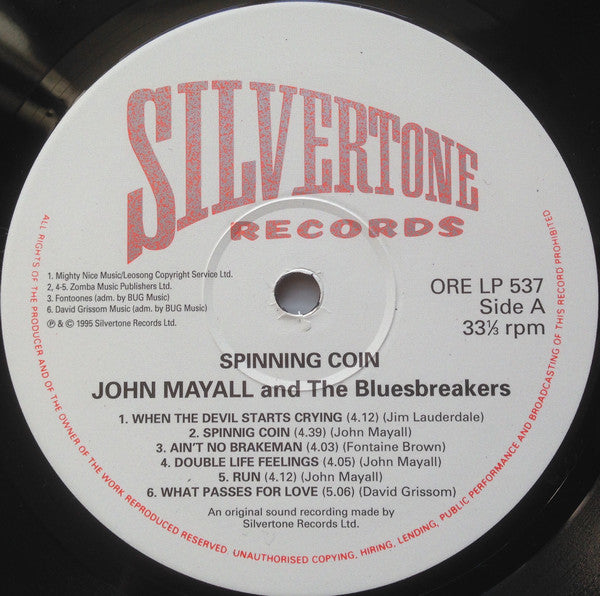 SILVERTONE
RECORDS
1. Mighty Nice Music/Leosong Copyright Service Ltd.
2, 4-5. Zomba Music Publishers Ltd.
3. Fontoones (adm. by BUG Music)
6. David Grissom Music (adm. by BUG Music)
℗ & © 1995 Silvertone Records Ltd.
ORE LP 537
Side A
33⅓ rpm
SPINNING COIN
JOHN MAYALL and The Bluesbreakers
1. WHEN THE DEVIL STARTS CRYING (4.12) (Jim Lauderdale)
2. SPINNIG COIN (4.39) (John Mayall)
3. AIN'T NO BRAKEMAN (4.03) (Fontaine Brown)
4. DOUBLE LIFE FEELINGS (4.05) (John Mayall)
5. RUN (4.12) (John Mayall)
6. WHAT PASSES FOR LOVE (5.06) (David Grissom)
An original sound recording made by
Silvertone Records Ltd.
ALL RIGHTS OF THE PRODUCER AND OF THE OWNER OF THE WORK REPRODUCED RESERVED. UNAUTHORISED COPYING, HIRING, LENDING, PUBLIC PERFORMANCE AND BROADCASTING OF THIS RECORD PROHIBITED